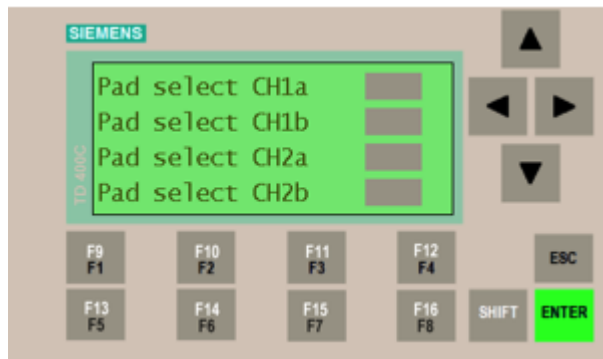 SIEMENS
Pad select CH1a
Pad select CH1b
Pad select CH2a
Pad select CH2b
TD 400C
F9 F10 F11 F12
F1 F2 F3 F4
ESC
F13 F14 F15 F16
F5 F6 F7 F8
SHIFT ENTER